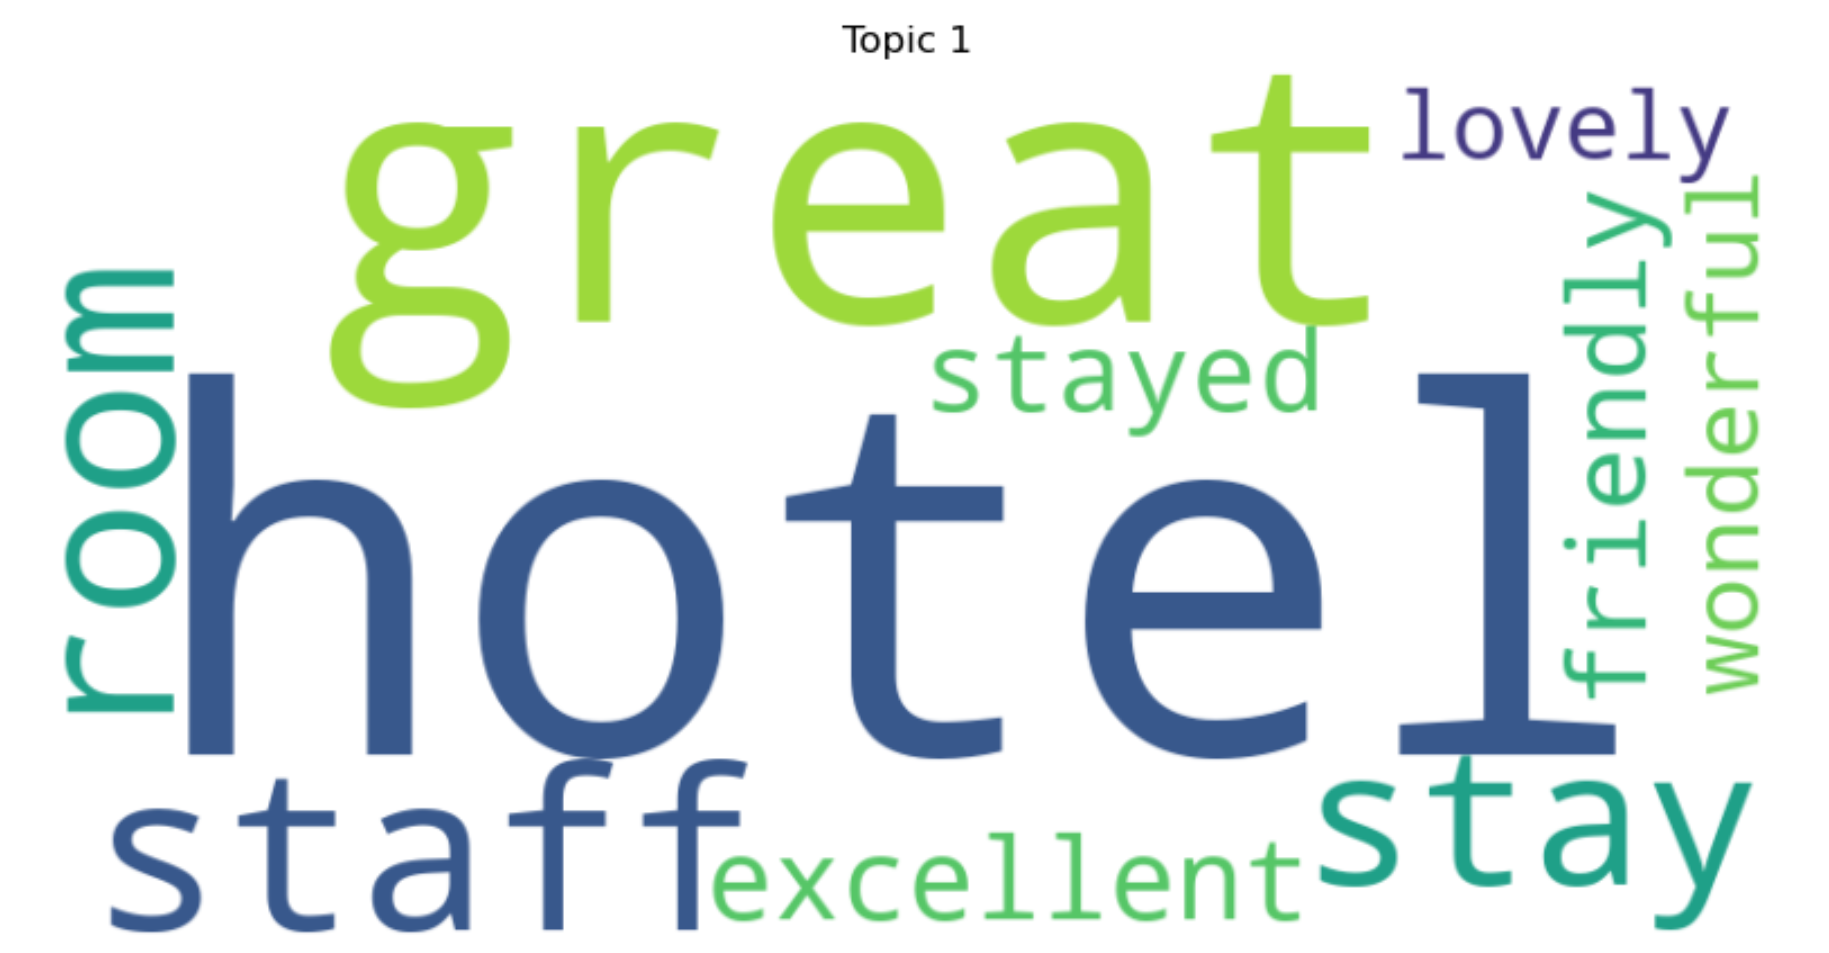 Topic 1
great
lovely
friendly
wonderful
stayed
room
hotel
staff
excellent
stay